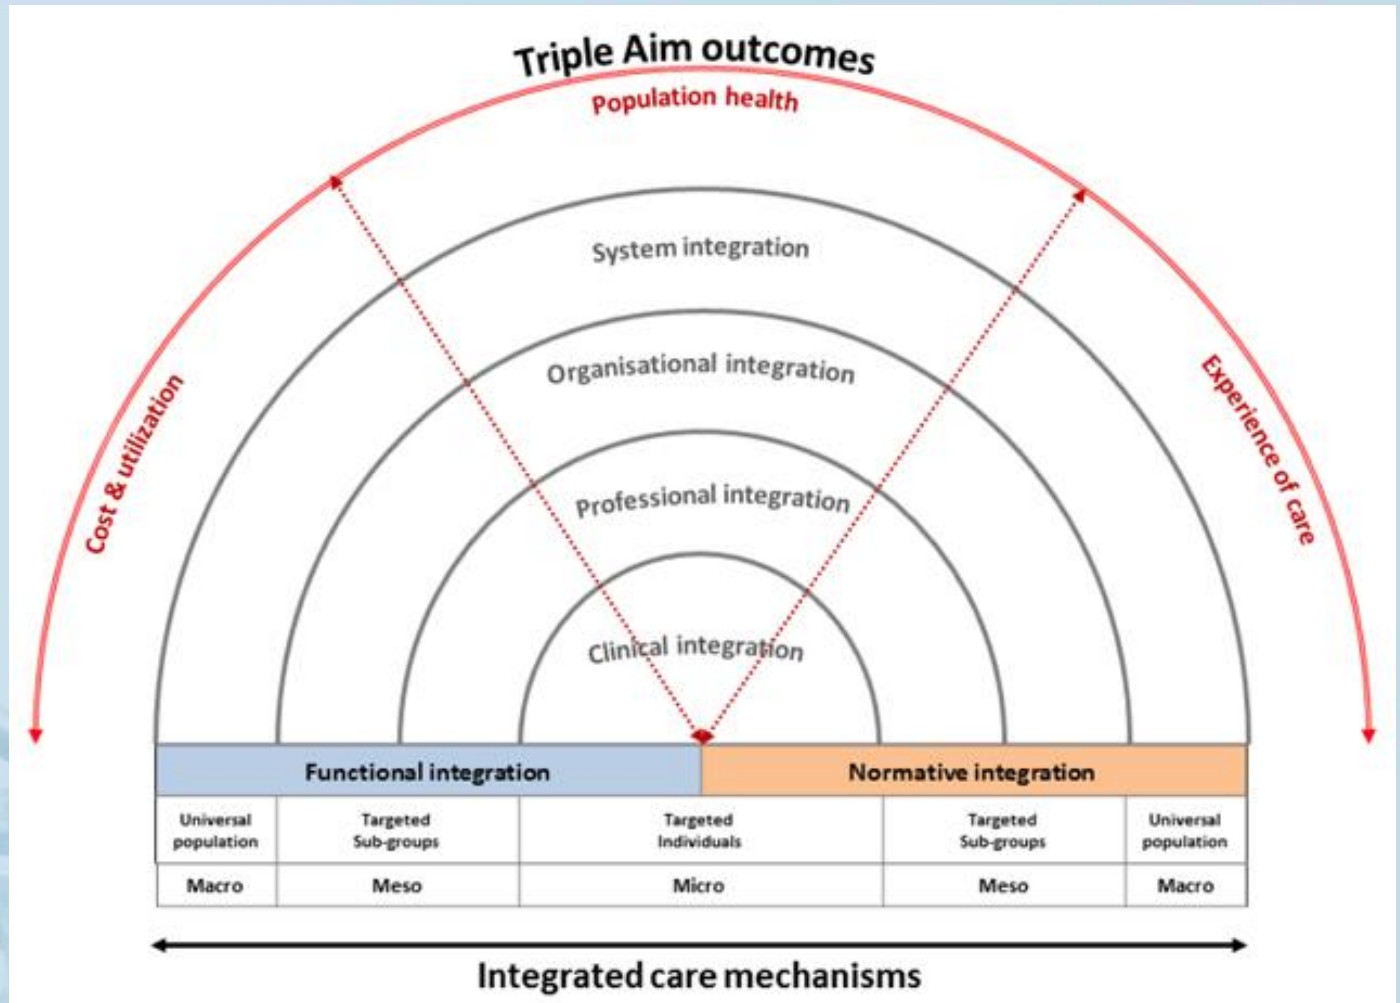 Triple Aim outcomes
Population health
System integration
Organisational integration
Cost & utilization
Experience of care
Professional integration
Clinical integration
Functional integration
Normative integration
Universal
population
Targeted
Sub-groups
Targeted
Individuals
Targeted
Sub-groups
Universal
population
Macro
Meso
Micro
Meso
Macro
Integrated care mechanisms